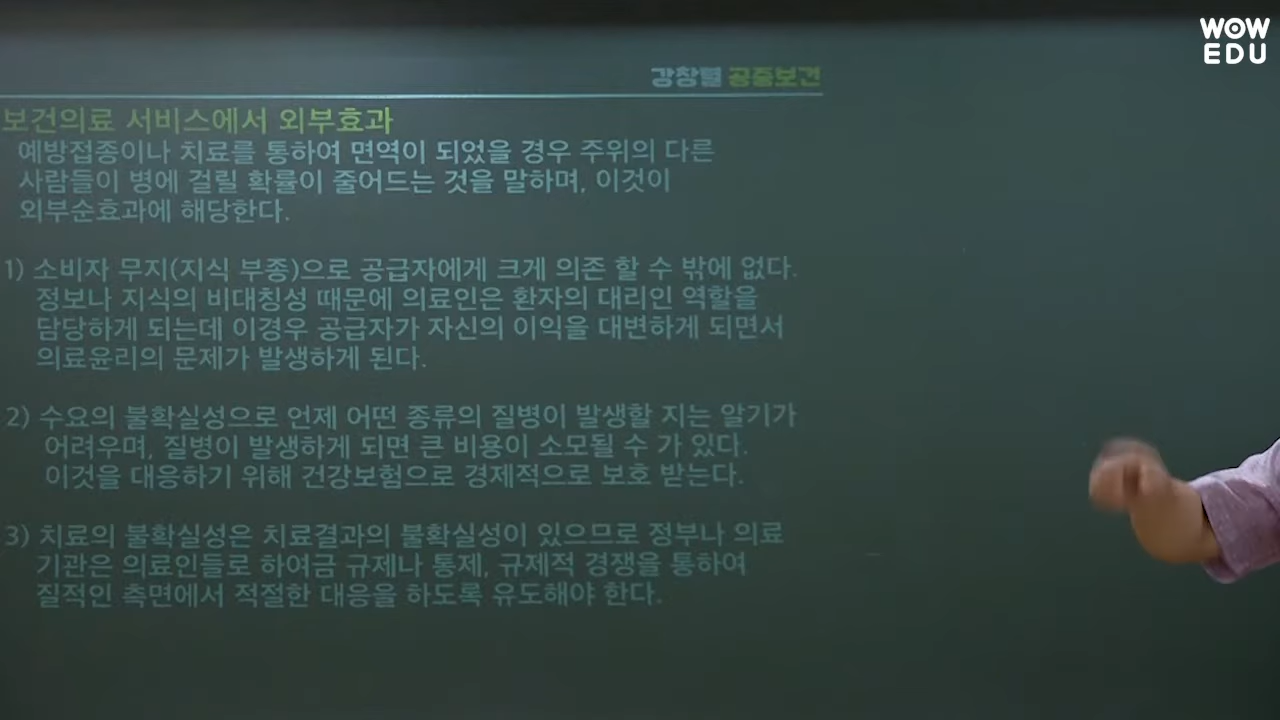 WOW
EDU
강창렬 공중보건
보건의료 서비스에서 외부효과
예방접종이나 치료를 통하여 면역이 되었을 경우 주위의 다른
사람들이 병에 걸릴 확률이 줄어드는 것을 말하며, 이것이
외부순효과에 해당한다.
1) 소비자 무지(지식 부종)으로 공급자에게 크게 의존 할 수 밖에 없다.
정보나 지식의 비대칭성 때문에 의료인은 환자의 대리인 역할을
담당하게 되는데 이경우 공급자가 자신의 이익을 대변하게 되면서
의료윤리의 문제가 발생하게 된다.
2) 수요의 불확실성으로 언제 어떤 종류의 질병이 발생할 지는 알기가
어려우며, 질병이 발생하게 되면 큰 비용이 소모될 수 가 있다.
이것을 대응하기 위해 건강보험으로 경제적으로 보호 받는다.
3) 치료의 불확실성은 치료결과의 불확실성이 있으므로 정부나 의료
기관은 의료인들로 하여금 규제나 통제, 규제적 경쟁을 통하여
질적인 측면에서 적절한 대응을 하도록 유도해야 한다.